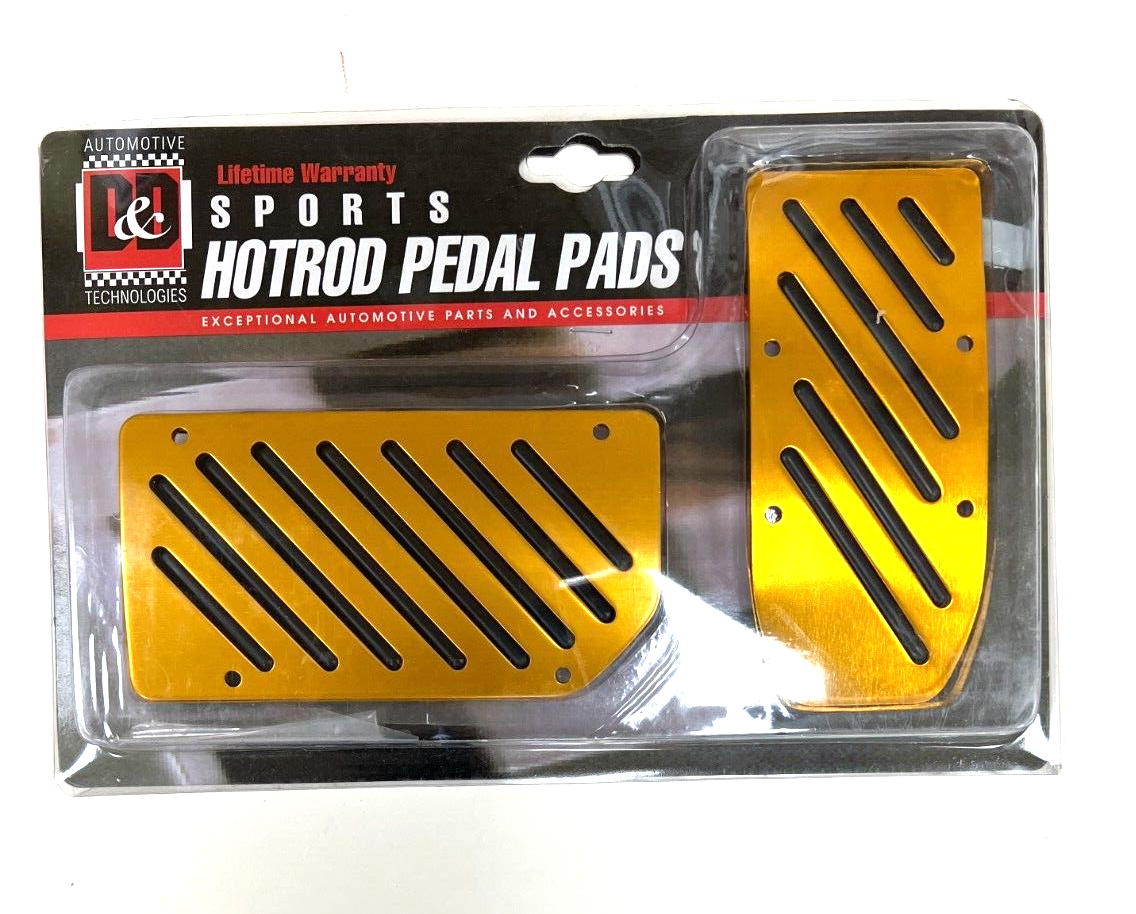 AUTOMOTIVE
D&D
TECHNOLOGIES
Lifetime Warranty
SPORTS
HOTROD PEDAL PADS
EXCEPTIONAL AUTOMOTIVE PARTS AND ACCESSORIES